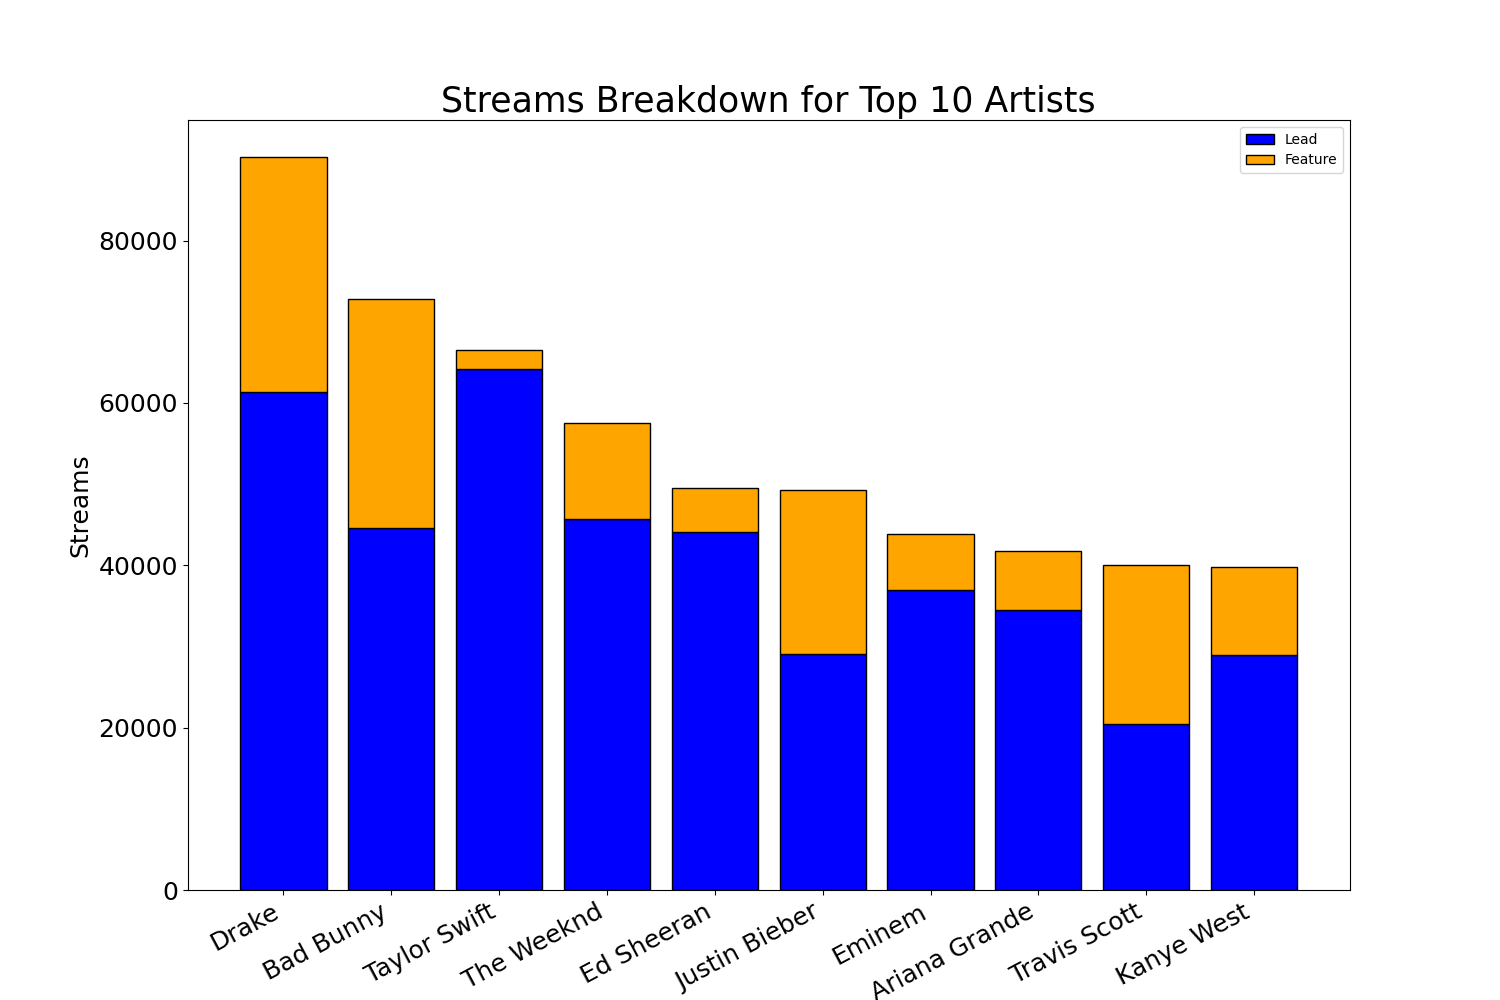 Streams Breakdown for Top 10 Artists
Lead
Feature
80000
60000
40000
20000
0
Streams
Drake
Bad Bunny
Taylor Swift
The Weeknd
Ed Sheeran
Justin Bieber
Eminem
Ariana Grande
Travis Scott
Kanye West